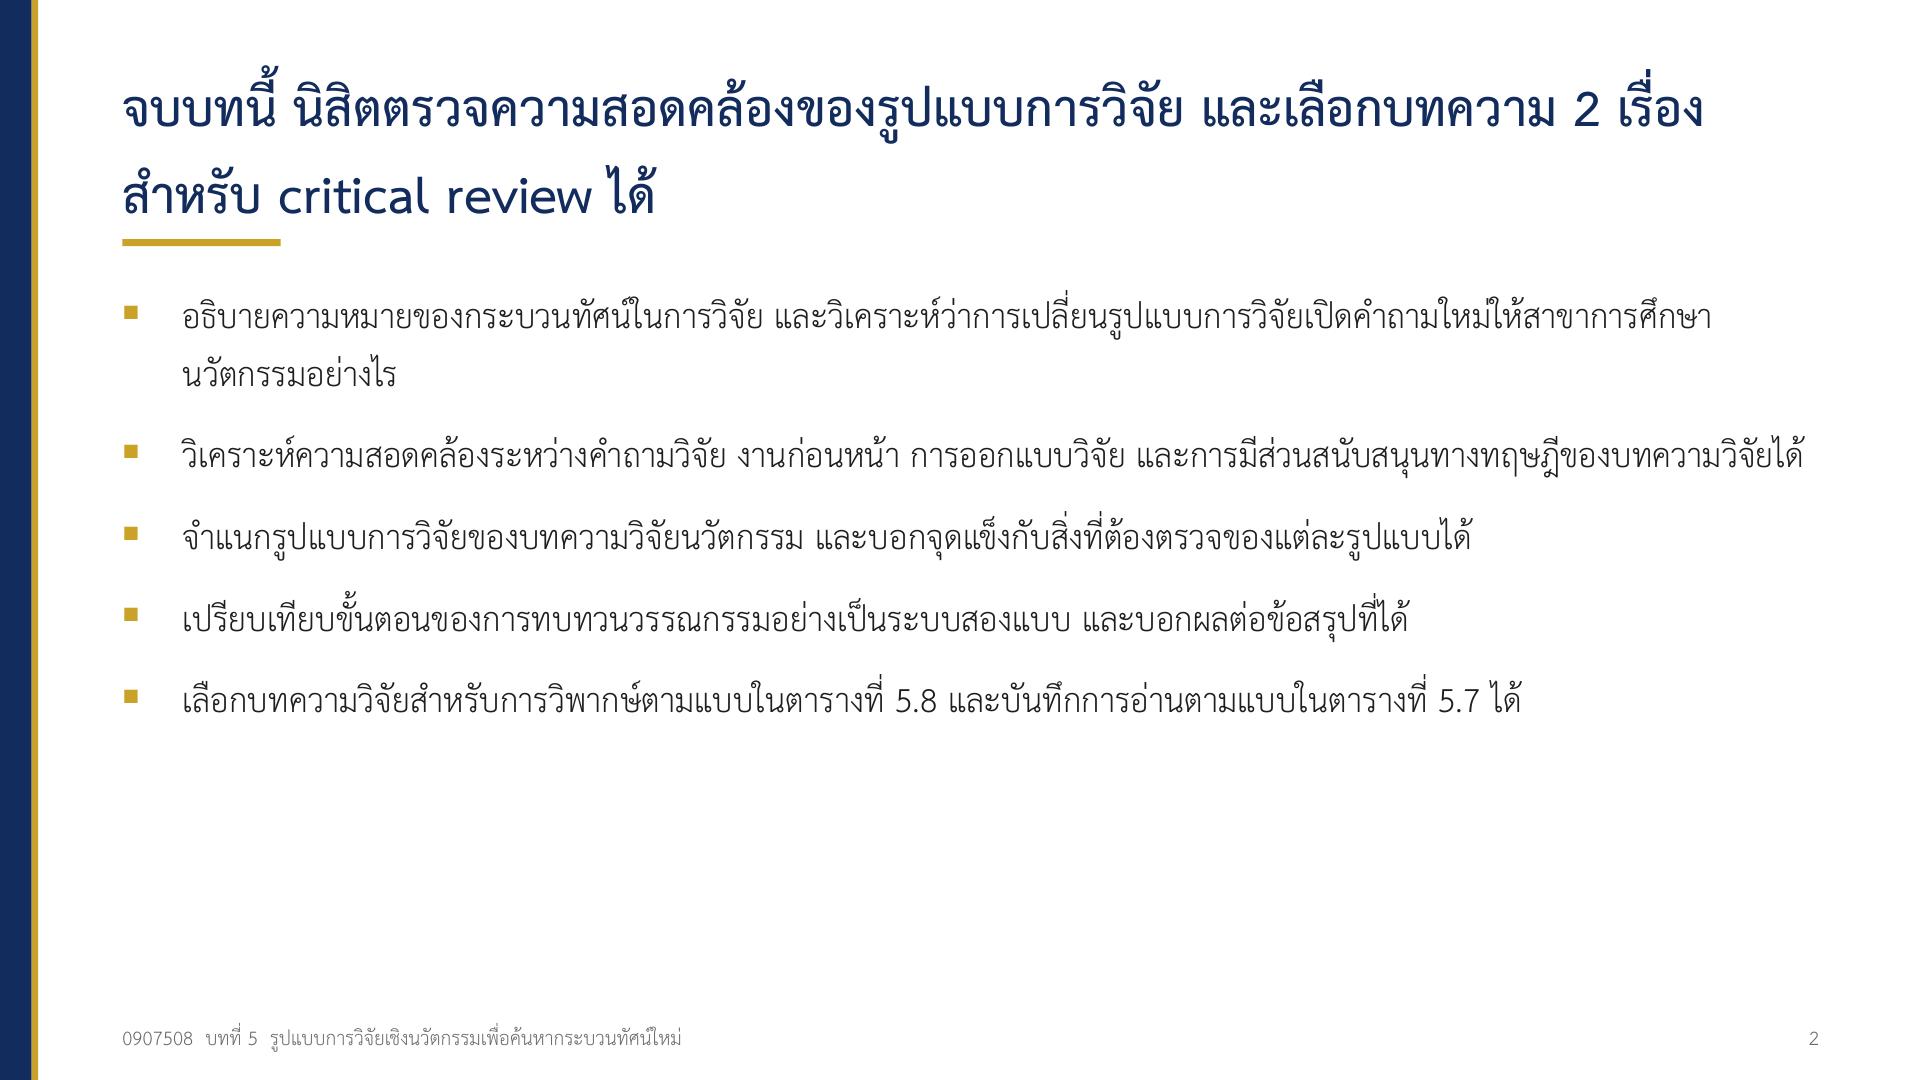 จบบทนี้ นิสิตตรวจความสอดคล้องของรูปแบบการวิจัย และเลือกบทความ 2 เรื่อง
สำหรับ critical review ได้
อธิบายความหมายของกระบวนทัศน์ในการวิจัย และวิเคราะห์ว่าการเปลี่ยนรูปแบบการวิจัยเปิดคำถามใหม่ให้สาขาการศึกษา
นวัตกรรมอย่างไร
วิเคราะห์ความสอดคล้องระหว่างคำถามวิจัย งานก่อนหน้า การออกแบบวิจัย และการมีส่วนสนับสนุนทางทฤษฎีของบทความวิจัยได้
จำแนกรูปแบบการวิจัยของบทความวิจัยนวัตกรรม และบอกจุดแข็งกับสิ่งที่ต้องตรวจของแต่ละรูปแบบได้
เปรียบเทียบขั้นตอนของการทบทวนวรรณกรรมอย่างเป็นระบบสองแบบ และบอกผลต่อข้อสรุปที่ได้
เลือกบทความวิจัยสำหรับการวิพากษ์ตามแบบในตารางที่ 5.8 และบันทึกการอ่านตามแบบในตารางที่ 5.7 ได้
0907508 บทที่ 5 รูปแบบการวิจัยเชิงนวัตกรรมเพื่อค้นหากระบวนทัศน์ใหม่
2